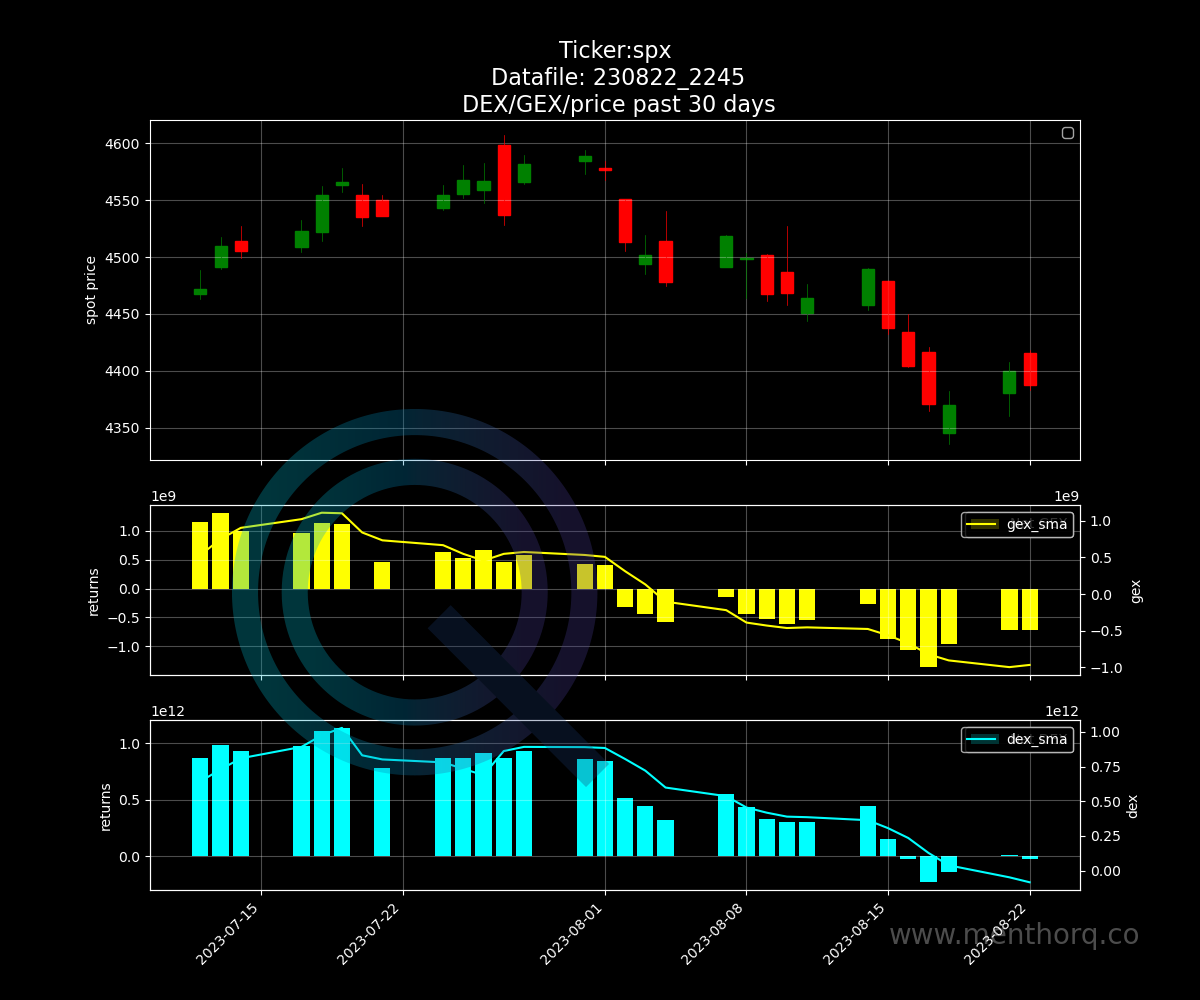 Ticker:spx
Datafile: 230822_2245
DEX/GEX/price past 30 days
4600
4550
4500
4450
4400
4350
spot price
1e9
1e9
gex_sma
1.0
0.5
0.0
−0.5
−1.0
returns
1.0
0.5
0.0
−0.5
−1.0
gex
1e12
1e12
dex_sma
1.0
0.5
0.0
returns
1.00
0.75
0.50
0.25
0.00
dex
2023-07-15
2023-07-22
2023-08-01
2023-08-08
2023-08-15
2023-08-22
www.menthorq.co